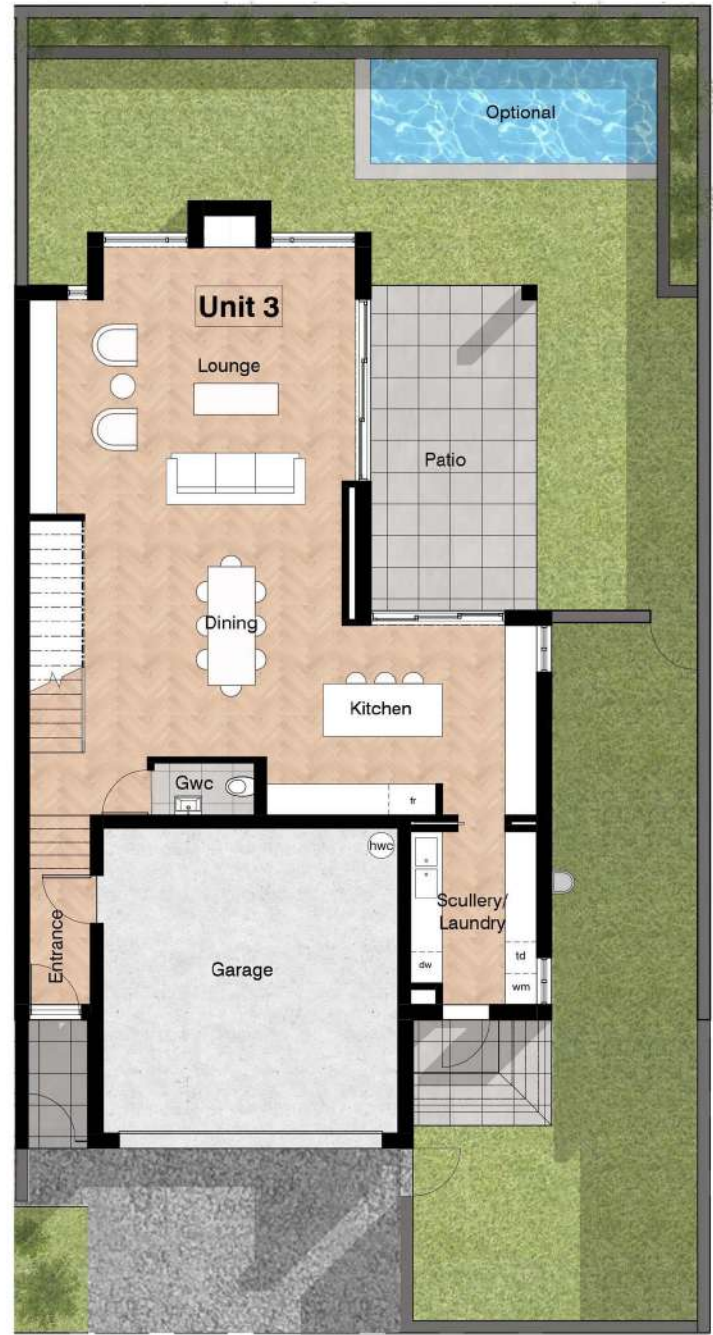 Optional
Unit 3
Lounge
Patio
Dining
Kitchen
Gwc
fr
hwc
Scullery/
Laundry
Entrance
Garage
dw
td
wm